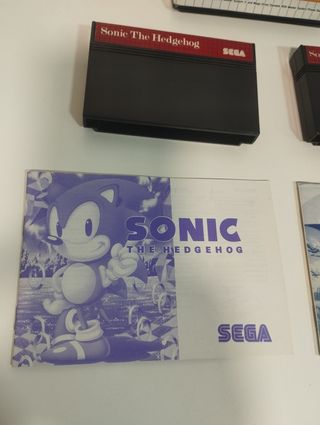 Sonic The Hedgehog
SEGA
SONIC
THE HEDGEHOG
SEGA